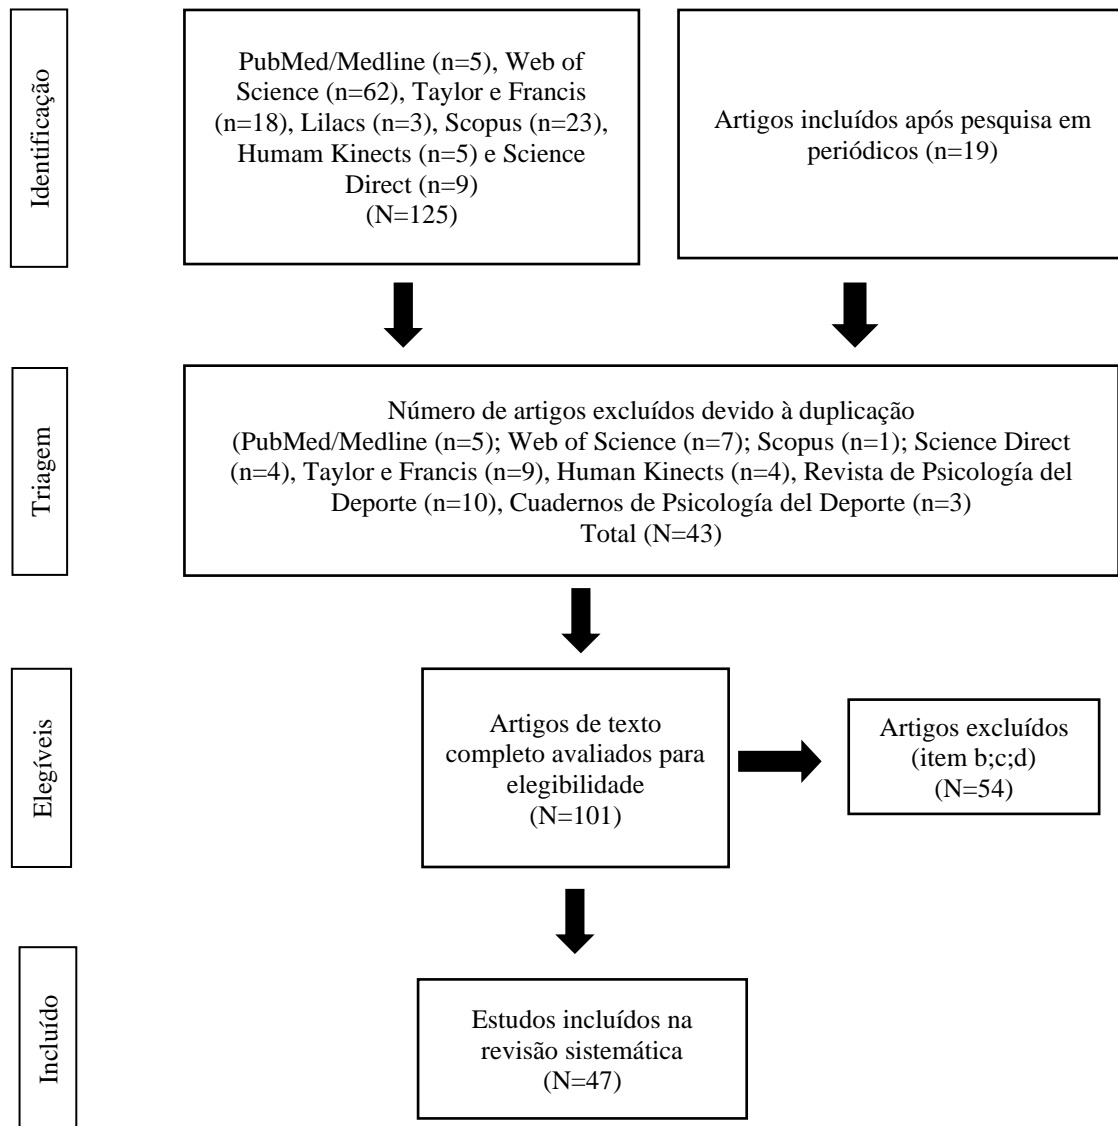 Identificação
PubMed/Medline (n=5), Web of
Science (n=62), Taylor e Francis
(n=18), Lilacs (n=3), Scopus (n=23),
Humam Kinects (n=5) e Science
Direct (n=9)
(N=125)
Artigos incluídos após pesquisa em
periódicos (n=19)
Triagem
Número de artigos excluídos devido à duplicação
(PubMed/Medline (n=5); Web of Science (n=7); Scopus (n=1); Science Direct
(n=4), Taylor e Francis (n=9), Human Kinects (n=4), Revista de Psicología del
Deporte (n=10), Cuadernos de Psicología del Deporte (n=3)
Total (N=43)
Elegíveis
Artigos de texto
completo avaliados para
elegibilidade
(N=101)
Artigos excluídos
(item b;c;d)
(N=54)
Incluído
Estudos incluídos na
revisão sistemática
(N=47)